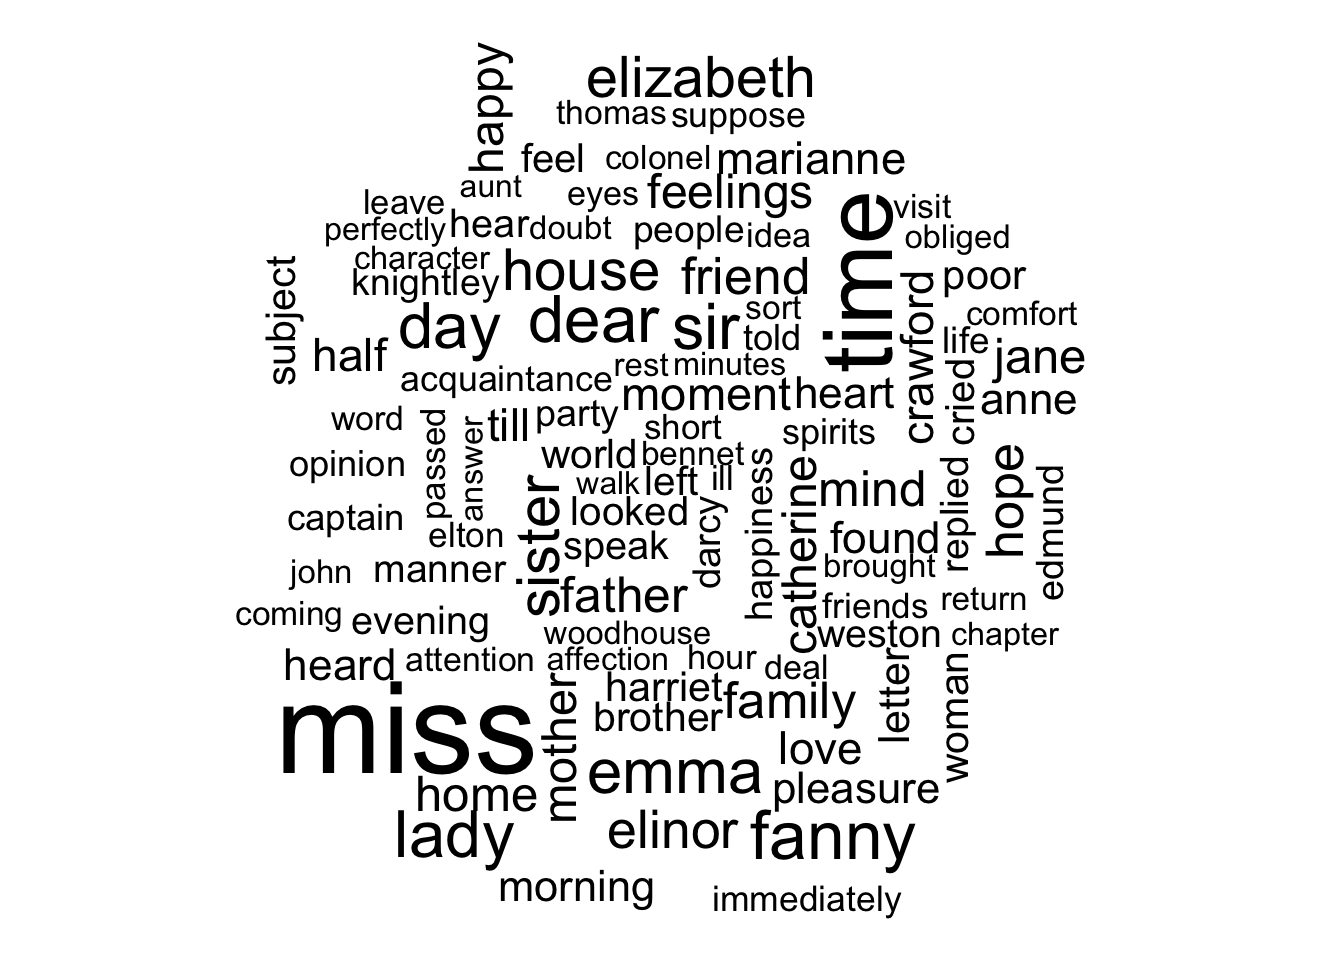 happy
elizabeth
thomas
suppose
feel
colonel
marianne
aunt
eyes
feelings
leave
visit
perfectly
hear
doubt
people
idea
obliged
time
character
knightley
house
friend
poor
subject
crawford
day
dear
sir
sort
told
comfort
half
life
jane
rest
minutes
acquaintance
moment
heart
anne
cried
word
passed
answer
till
party
short
spirits
opinion
world
bennet
walk
left
ill
happiness
catherine
mind
hope
replied
edmund
captain
sister
looked
darcy
elton
speak
found
john
manner
brought
father
friends
return
coming
evening
woodhouse
weston
chapter
heard
attention
affection
hour
deal
letter
woman
miss
mother
harriet
family
brother
love
home
emma
pleasure
lady
elinor
fanny
morning
immediately